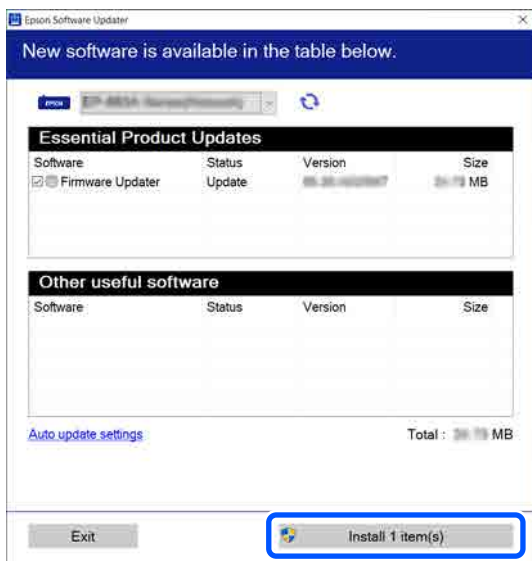 Epson Software Updater
New software is available in the table below.
EPSON
Essential Product Updates
Software Status Version Size
Firmware Updater Update MB
Other useful software
Software Status Version Size
Auto update settings Total : MB
Exit Install 1 item(s)